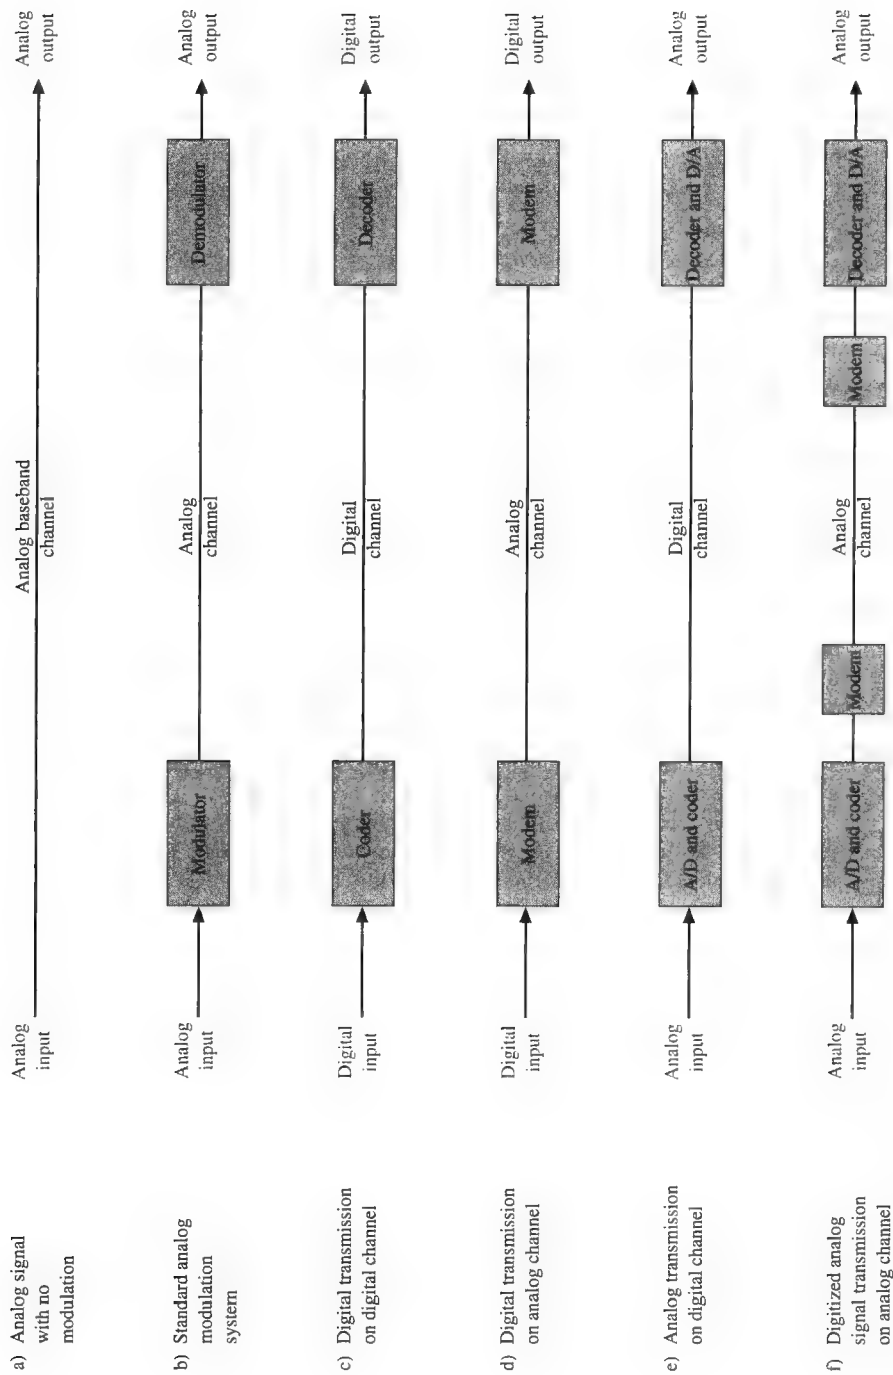 a) Analog signal
with no
modulation
Analog
input
Analog baseband
channel
Analog
output
b) Standard analog
modulation
system
Analog
input
Modulator
Analog
channel
Demodulator
Analog
output
c) Digital transmission
on digital channel
Digital
input
Coder
Digital
channel
Decoder
Digital
output
d) Digital transmission
on analog channel
Digital
input
Modem
Analog
channel
Modem
Digital
output
e) Analog transmission
on digital channel
Analog
input
A/D and coder
Digital
channel
Decoder and D/A
Analog
output
f) Digitized analog
signal transmission
on analog channel
Analog
input
A/D and coder
Modem
Analog
channel
Modem
Decoder and D/A
Analog
output